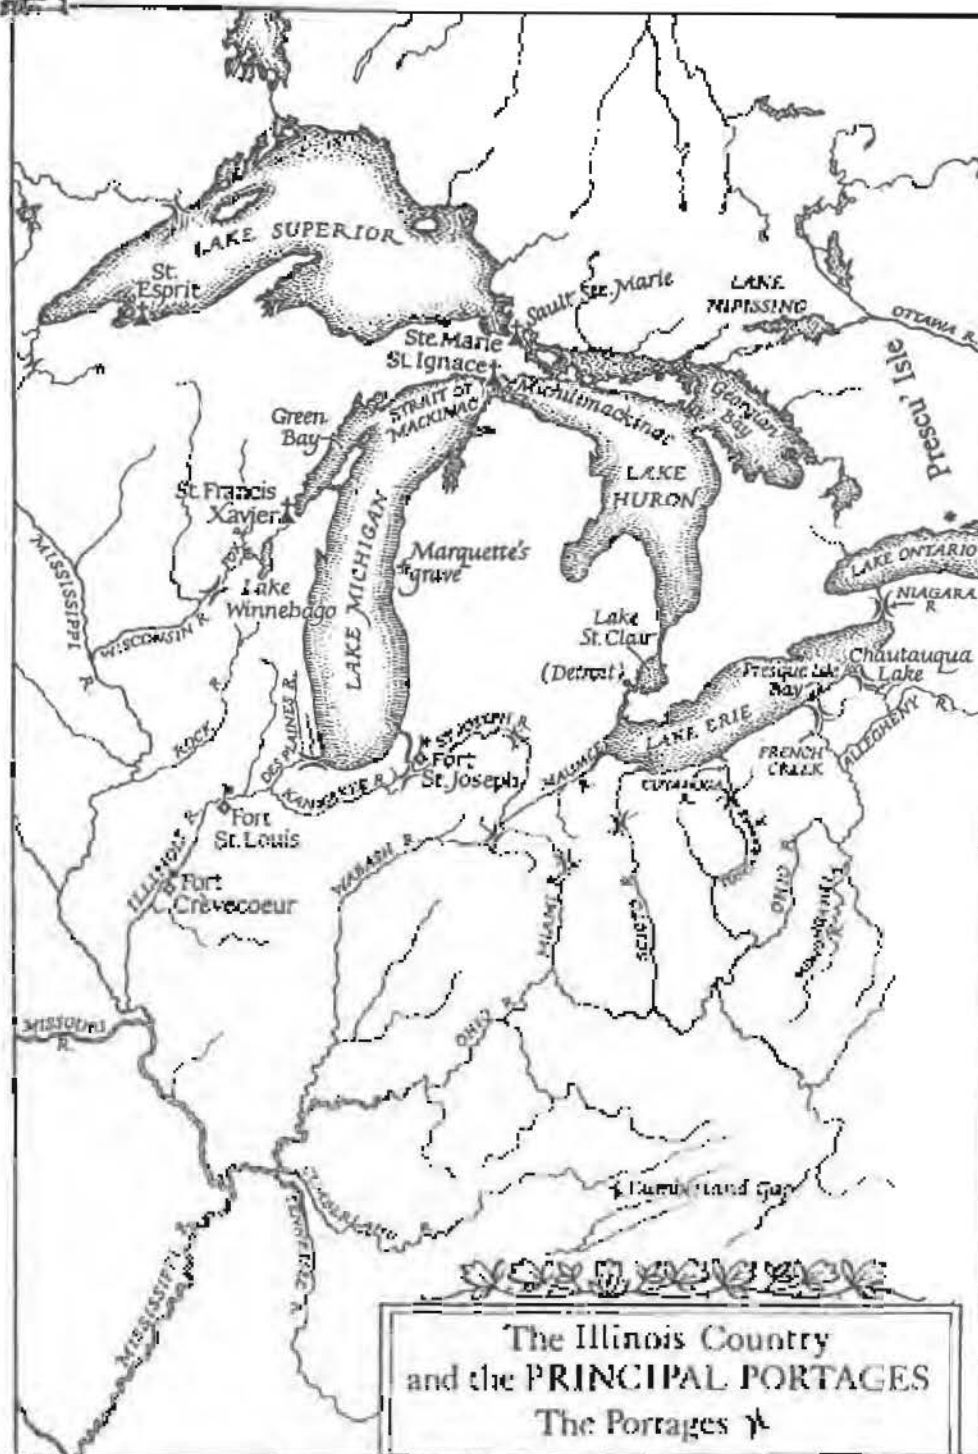 LAKE SUPERIOR
St.
Esprit
Sault Ste. Marie
LAKE
NIPISSING
OTTAWA R.
Ste. Marie
St. Ignace
Prescu' Isle
STRAIT OF
MACKINAC
Michilimackinac
Georgian
Bay
Green
Bay
LAKE
HURON
St. Francis
Xavier
MISSISSIPPI
R.
LAKE MICHIGAN
Marquette's
grave
LAKE ONTARIO
NIAGARA
R.
Lake
Winnebago
WISCONSIN R.
Lake
St. Clair
(Detroit)
Presque Isle
Bay
Chautauqua
Lake
ROCK R.
DES PLAINES R.
ST. JOSEPH R.
LAKE ERIE
ALLEGHENY R.
FRENCH
CREEK
Fort
St. Joseph
KANKAKEE R.
MAUMEE
R.
CUYAHOGA
R.
Fort
St. Louis
ILLINOIS R.
WABASH R.
Fort
Crèvecoeur
MIAMI R.
SCIOTO R.
OHIO R.
MISSOURI
R.
OHIO R.
Cumberland Gap
CUMBERLAND R.
TENNESSEE R.
MISSISSIPPI R.
The Illinois Country
and the PRINCIPAL PORTAGES
The Portages